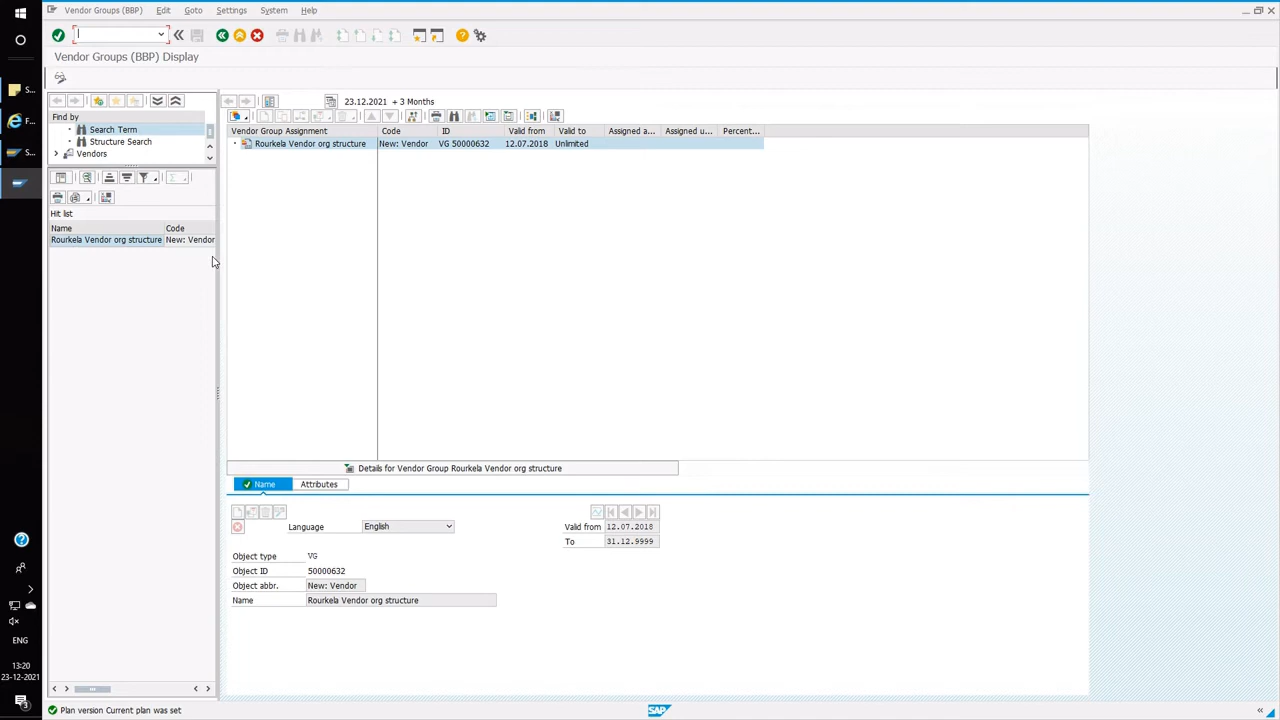 Vendor Groups (BBP) Edit Goto Settings System Help
Vendor Groups (BBP) Display
23.12.2021 + 3 Months
Find by
Search Term
Structure Search
Vendors
Vendor Group Assignment Code ID Valid from Valid to Assigned a... Assigned u... Percent...
Rourkela Vendor org structure New: Vendor VG 50000632 12.07.2018 Unlimited
Hit list
Name Code
Rourkela Vendor org structure New: Vendor
Details for Vendor Group Rourkela Vendor org structure
Name Attributes
Language English Valid from 12.07.2018
To 31.12.9999
Object type VG
Object ID 50000632
Object abbr. New: Vendor
Name Rourkela Vendor org structure
S...
F...
S...
ENG
13:20
23-12-2021
3
Plan version Current plan was set
SAP